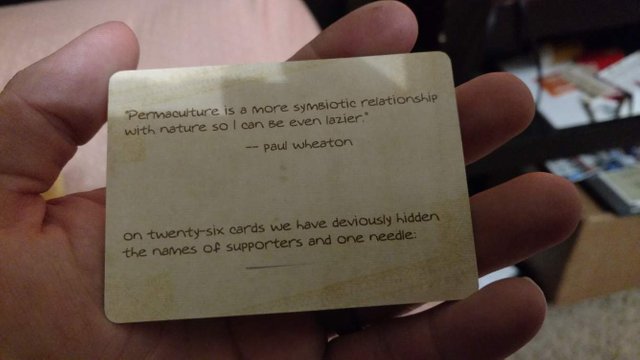 "Permaculture is a more symbiotic relationship
with nature so I can be even lazier."
-- paul wheaton
on twenty-six cards we have deviously hidden
the names of supporters and one needle: